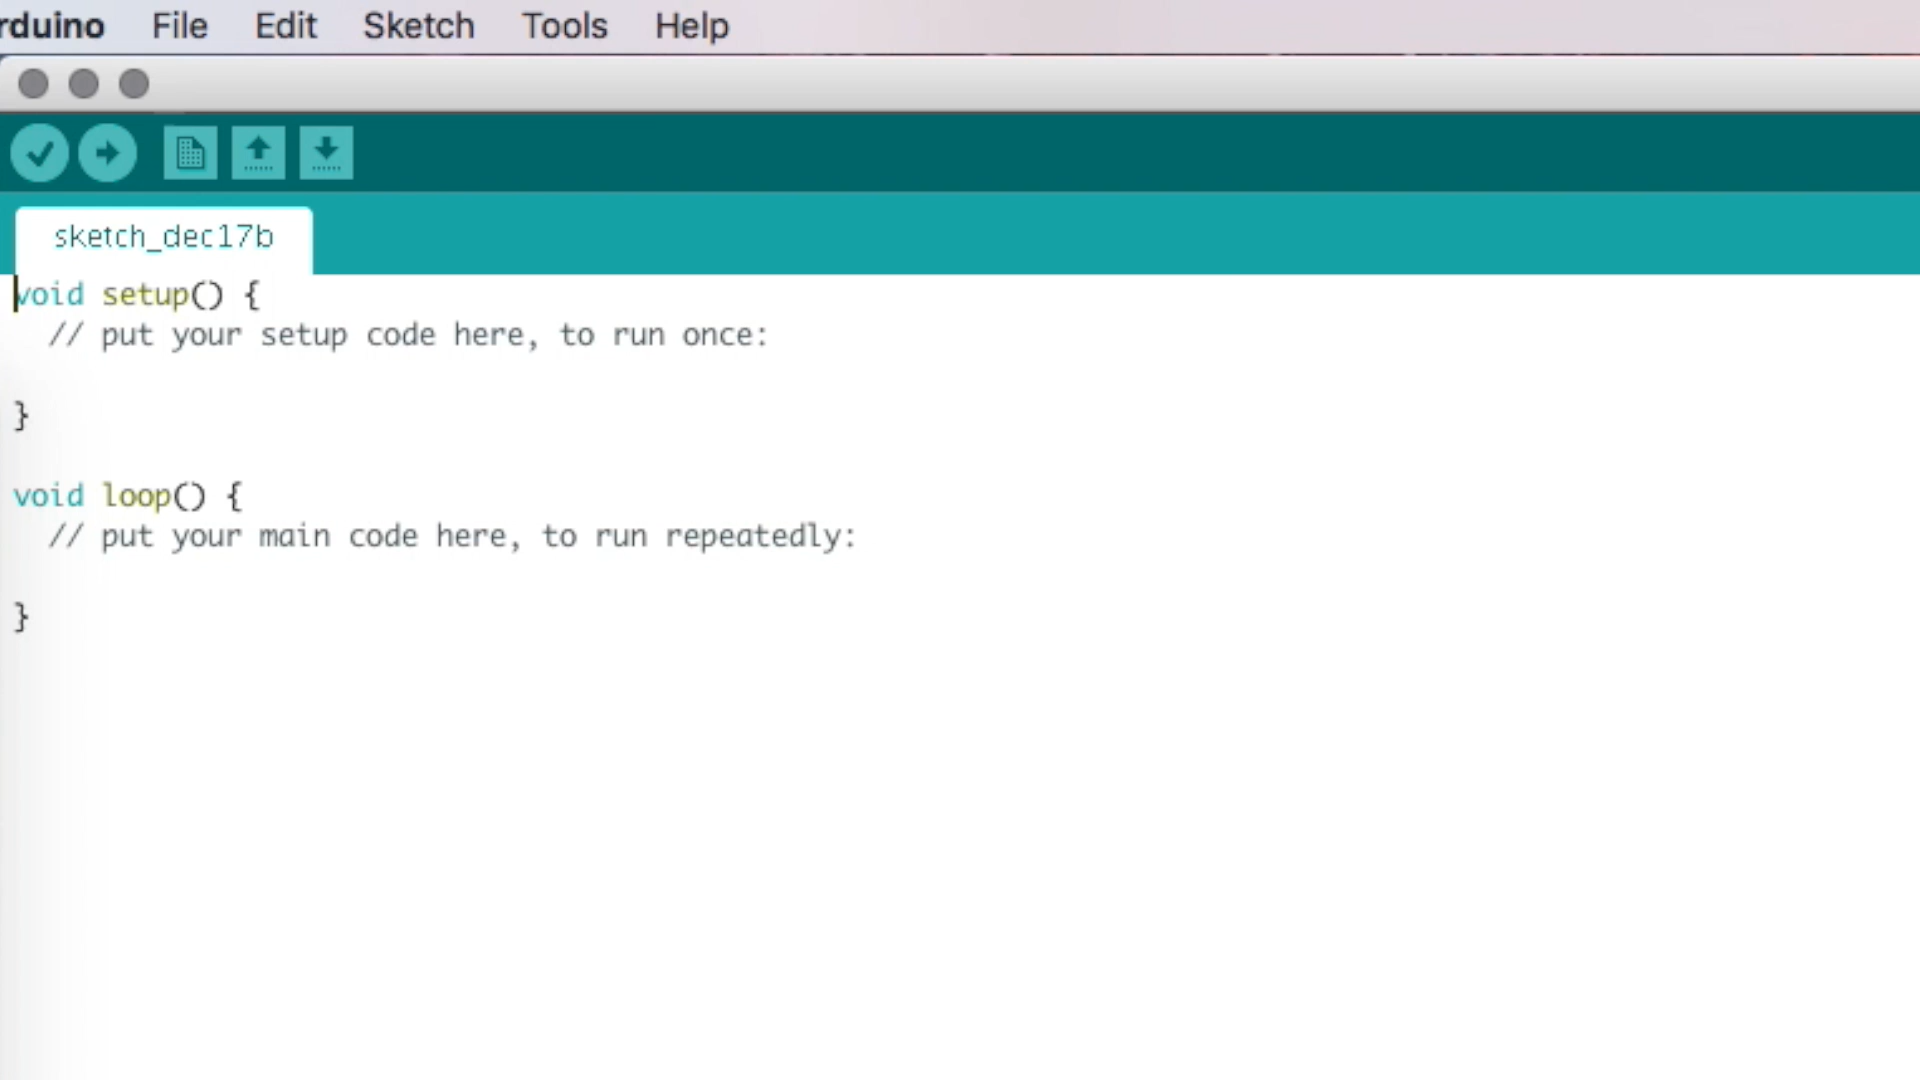 rduino File Edit Sketch Tools Help
sketch_dec17b
void setup() {
// put your setup code here, to run once:
}
void loop() {
// put your main code here, to run repeatedly:
}